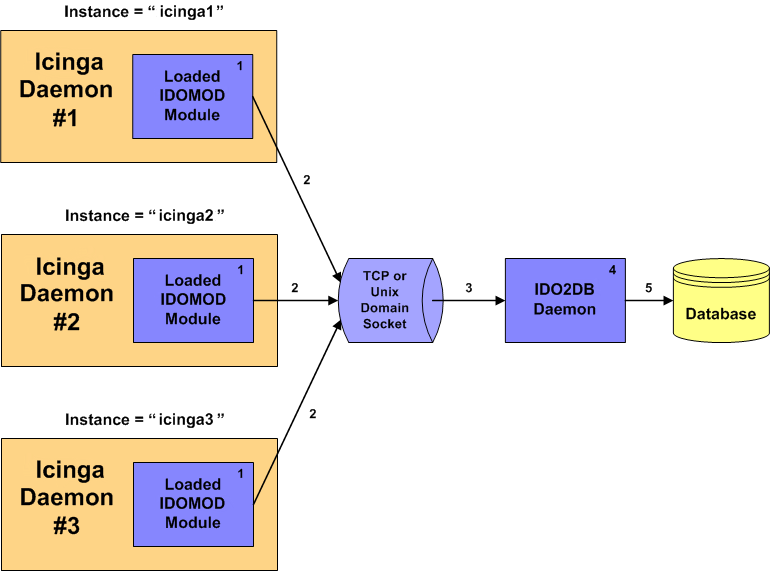 Instance = “ icinga1”
Icinga
Daemon
#1
1
Loaded
IDOMOD
Module
2
Instance = “icinga2”
Icinga
Daemon
#2
1
Loaded
IDOMOD
Module
2
TCP or
Unix
Domain
Socket
3
4
IDO2DB
Daemon
5
Database
Instance = “icinga3”
Icinga
Daemon
#3
1
Loaded
IDOMOD
Module
2